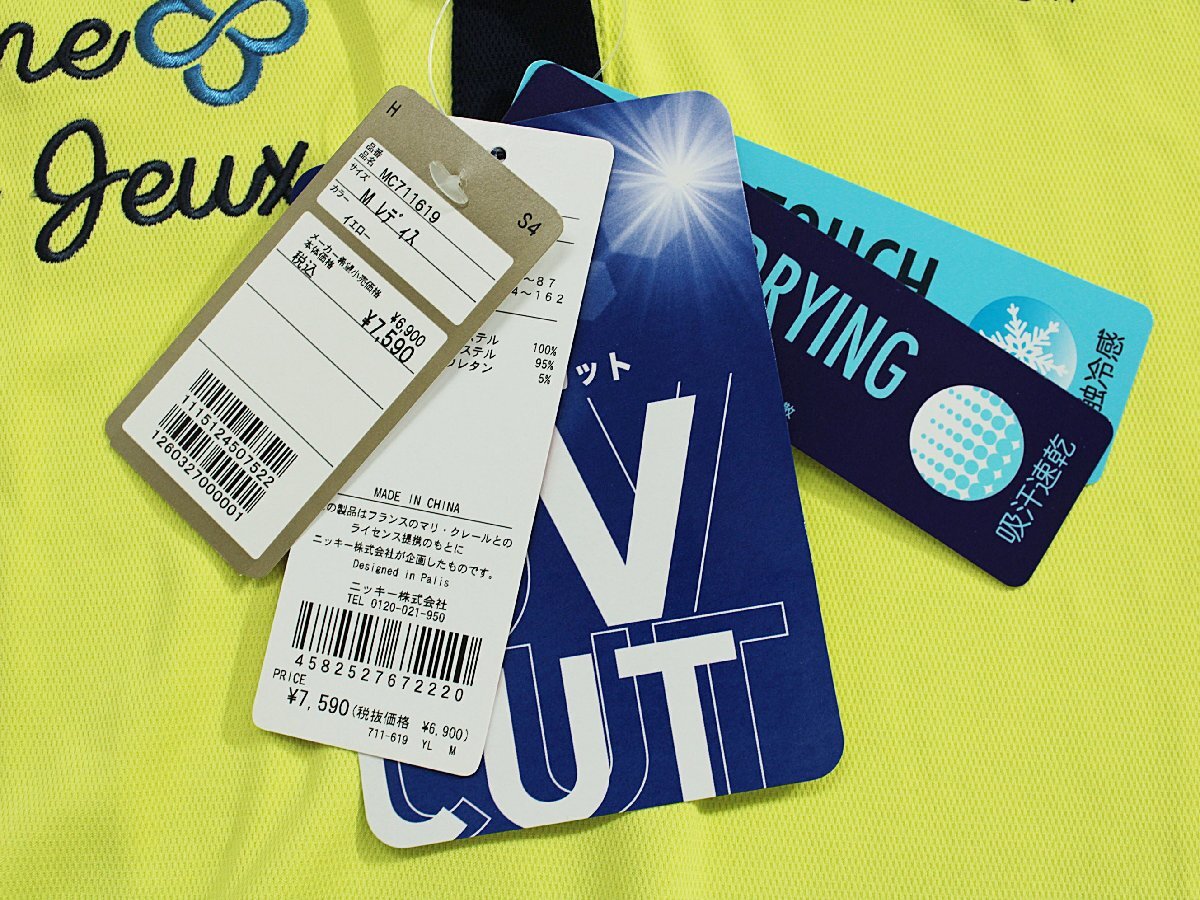 ne
Jeux
H
S4
品番
品名
MC711619
サイズ
M レディス
カラー
イエロー
メーカー希望小売価格
本体価格
¥6,900
税込
¥7,590
1115124507522
1260327000001
～87
4～162
ステル 100%
ステル 95%
レタン 5%
MADE IN CHINA
の製品はフランスのマリ・クレールとの
ライセンス提携のもとに
ニッキー株式会社が企画したものです。
Designed in Palis
ニッキー株式会社
TEL 0120-021-950
4582527672220
PRICE
¥7,590(税抜価格 ¥6,900)
711-619 YL M
ット
V
CUT
TOUCH
触冷感
DRYING
吸汗速乾